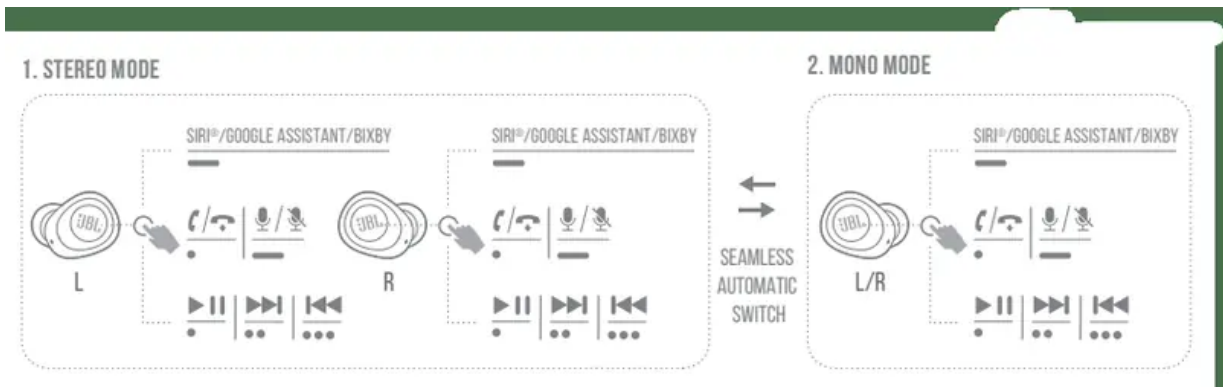 1. STEREO MODE
2. MONO MODE
SIRI®/GOOGLE ASSISTANT/BIXBY
SIRI®/GOOGLE ASSISTANT/BIXBY
SIRI®/GOOGLE ASSISTANT/BIXBY
JBL
JBL
JBL
L
R
SEAMLESS
AUTOMATIC
SWITCH
L/R